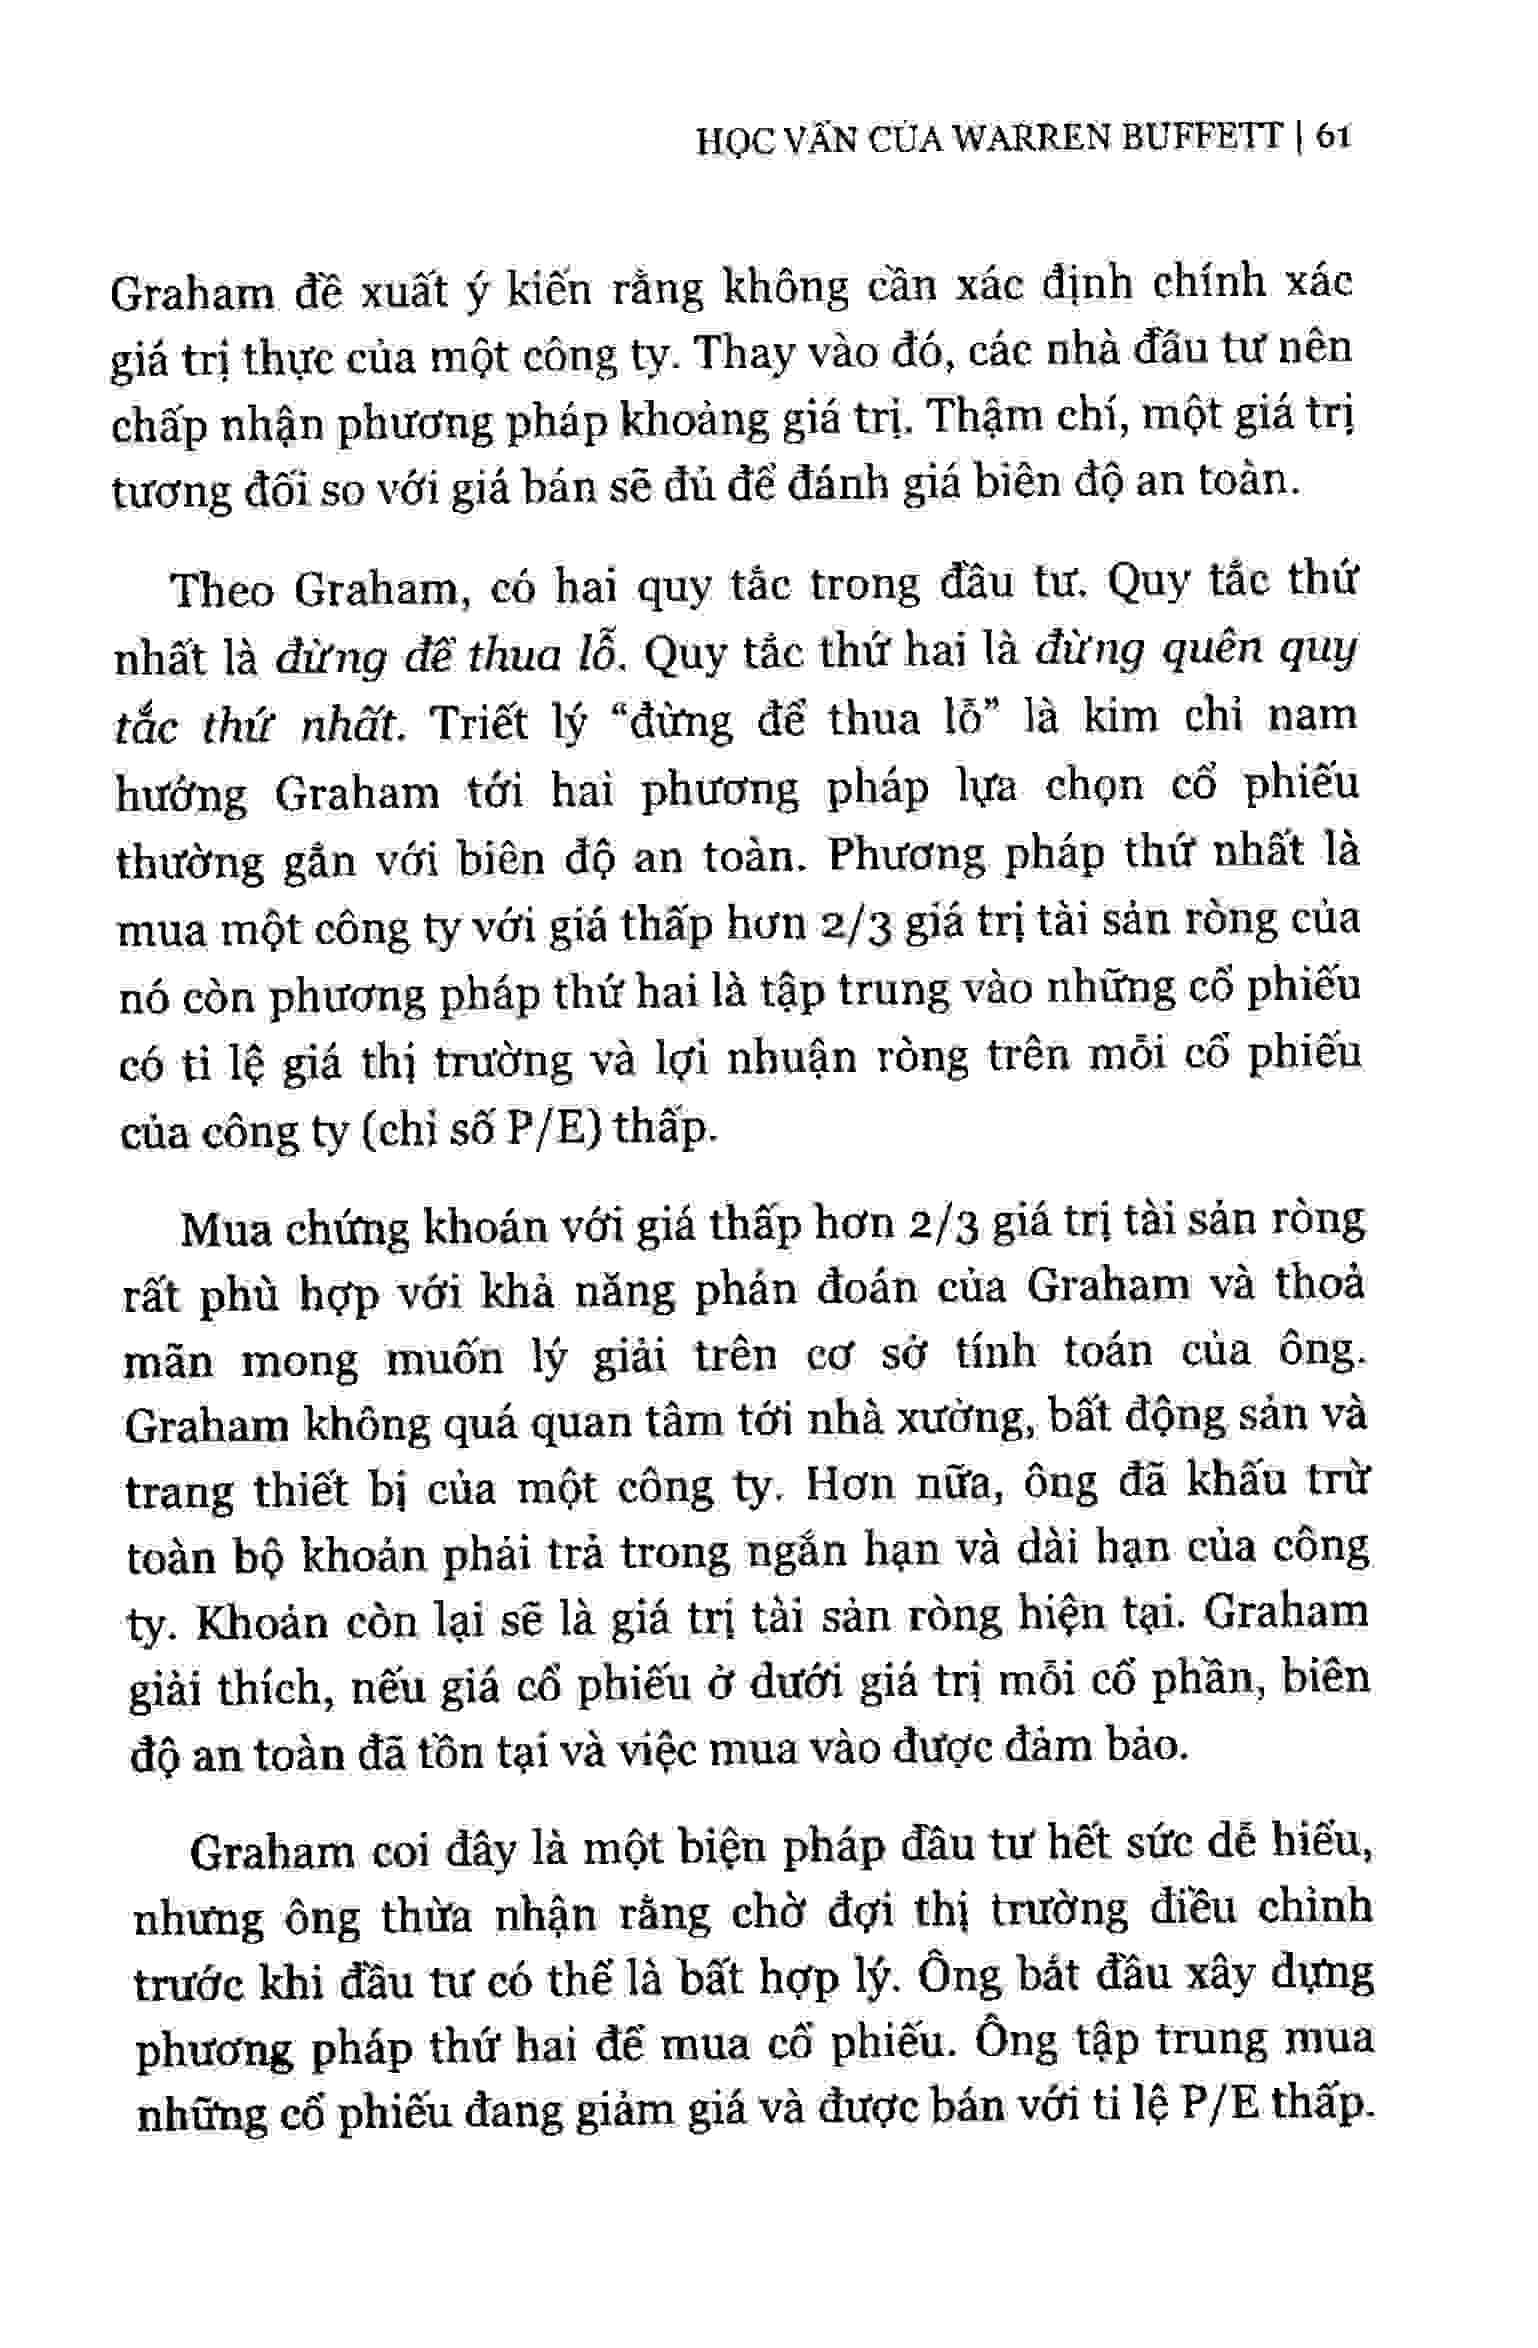 HỌC VẤN CỦA WARREN BUFFETT | 61
Graham đề xuất ý kiến rằng không cần xác định chính xác
giá trị thực của một công ty. Thay vào đó, các nhà đầu tư nên
chấp nhận phương pháp khoảng giá trị. Thậm chí, một giá trị
tương đối so với giá bán sẽ đủ để đánh giá biên độ an toàn.
Theo Graham, có hai quy tắc trong đầu tư. Quy tắc thứ
nhất là đừng để thua lỗ. Quy tắc thứ hai là đừng quên quy
tắc thứ nhất. Triết lý “đừng để thua lỗ” là kim chỉ nam
hướng Graham tới hai phương pháp lựa chọn cổ phiếu
thường gắn với biên độ an toàn. Phương pháp thứ nhất là
mua một công ty với giá thấp hơn 2/3 giá trị tài sản ròng của
nó còn phương pháp thứ hai là tập trung vào những cổ phiếu
có tỉ lệ giá thị trường và lợi nhuận ròng trên mỗi cổ phiếu
của công ty (chỉ số P/E) thấp.
Mua chứng khoán với giá thấp hơn 2/3 giá trị tài sản ròng
rất phù hợp với khả năng phán đoán của Graham và thoả
mãn mong muốn lý giải trên cơ sở tính toán của ông.
Graham không quá quan tâm tới nhà xưởng, bất động sản và
trang thiết bị của một công ty. Hơn nữa, ông đã khấu trừ
toàn bộ khoản phải trả trong ngắn hạn và dài hạn của công
ty. Khoản còn lại sẽ là giá trị tài sản ròng hiện tại. Graham
giải thích, nếu giá cổ phiếu ở dưới giá trị mỗi cổ phần, biên
độ an toàn đã tồn tại và việc mua vào được đảm bảo.
Graham coi đây là một biện pháp đầu tư hết sức dễ hiểu,
nhưng ông thừa nhận rằng chờ đợi thị trường điều chỉnh
trước khi đầu tư có thể là bất hợp lý. Ông bắt đầu xây dựng
phương pháp thứ hai để mua cổ phiếu. Ông tập trung mua
những cổ phiếu đang giảm giá và được bán với tỉ lệ P/E thấp.